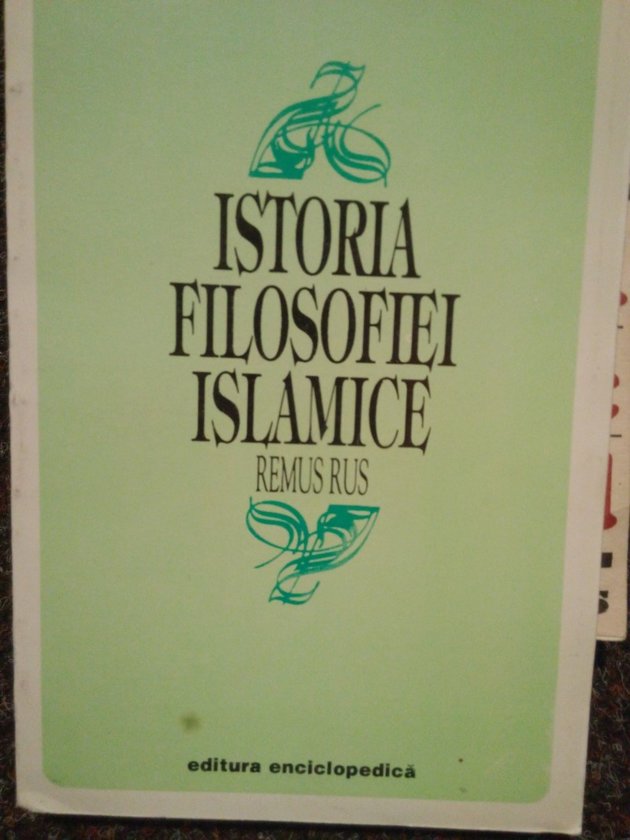 ISTORIA
FILOSOFIEI
ISLAMICE
REMUS RUS
editura enciclopedică